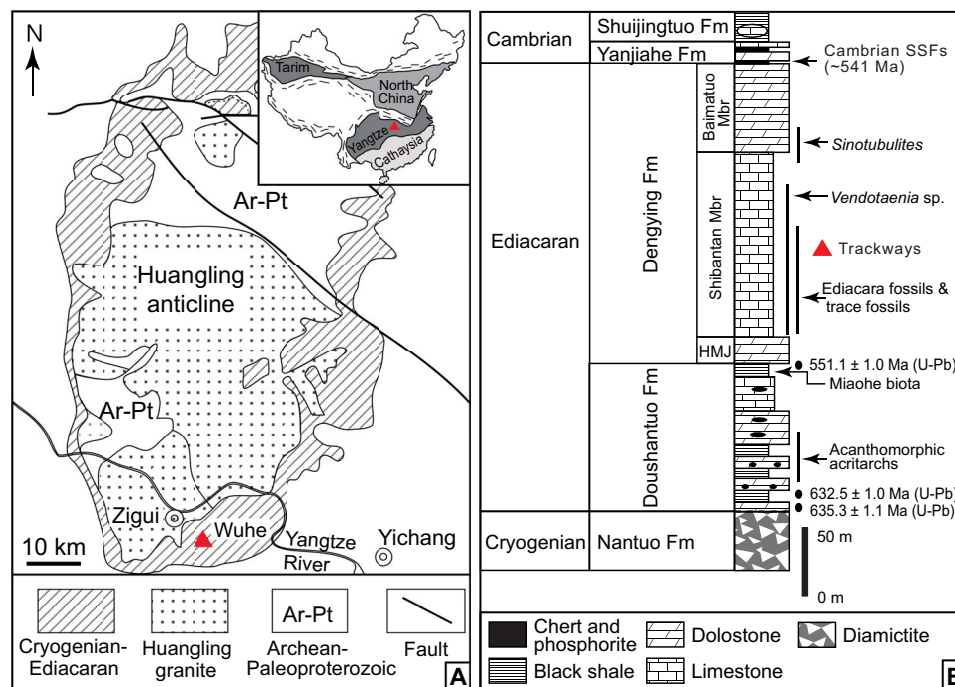 N
Tarim
North
China
Yangtze
Cathaysia
Ar-Pt
Huangling
anticline
Ar-Pt
Zigui
Wuhe
10 km
Yangtze
River
Yichang
Ar-Pt
Cryogenian-
Ediacaran
Huangling
granite
Archean-
Paleoproterozoic
Fault
A
Cambrian
Shuijingtuo Fm
Yanjiahe Fm
Cambrian SSFs
(~541 Ma)
Ediacaran
Dengying Fm
Baimatuo
Mbr
Sinotubulites
Shibantan Mbr
Vendotaenia sp.
Trackways
Ediacara fossils &
trace fossils
HMJ
551.1 ± 1.0 Ma (U-Pb)
Miaohe biota
Doushantuo Fm
Acanthomorphic
acritarchs
632.5 ± 1.0 Ma (U-Pb)
635.3 ± 1.1 Ma (U-Pb)
Cryogenian
Nantuo Fm
50 m
0 m
Chert and
phosphorite
Dolostone
Diamictite
Black shale
Limestone